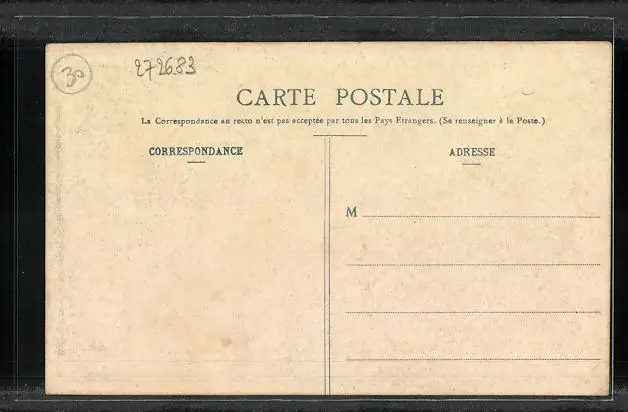 30
272683
CARTE POSTALE
La Correspondance au recto n'est pas acceptée par tous les Pays Etrangers. (Se renseigner à la Poste.)
CORRESPONDANCE
ADRESSE
M